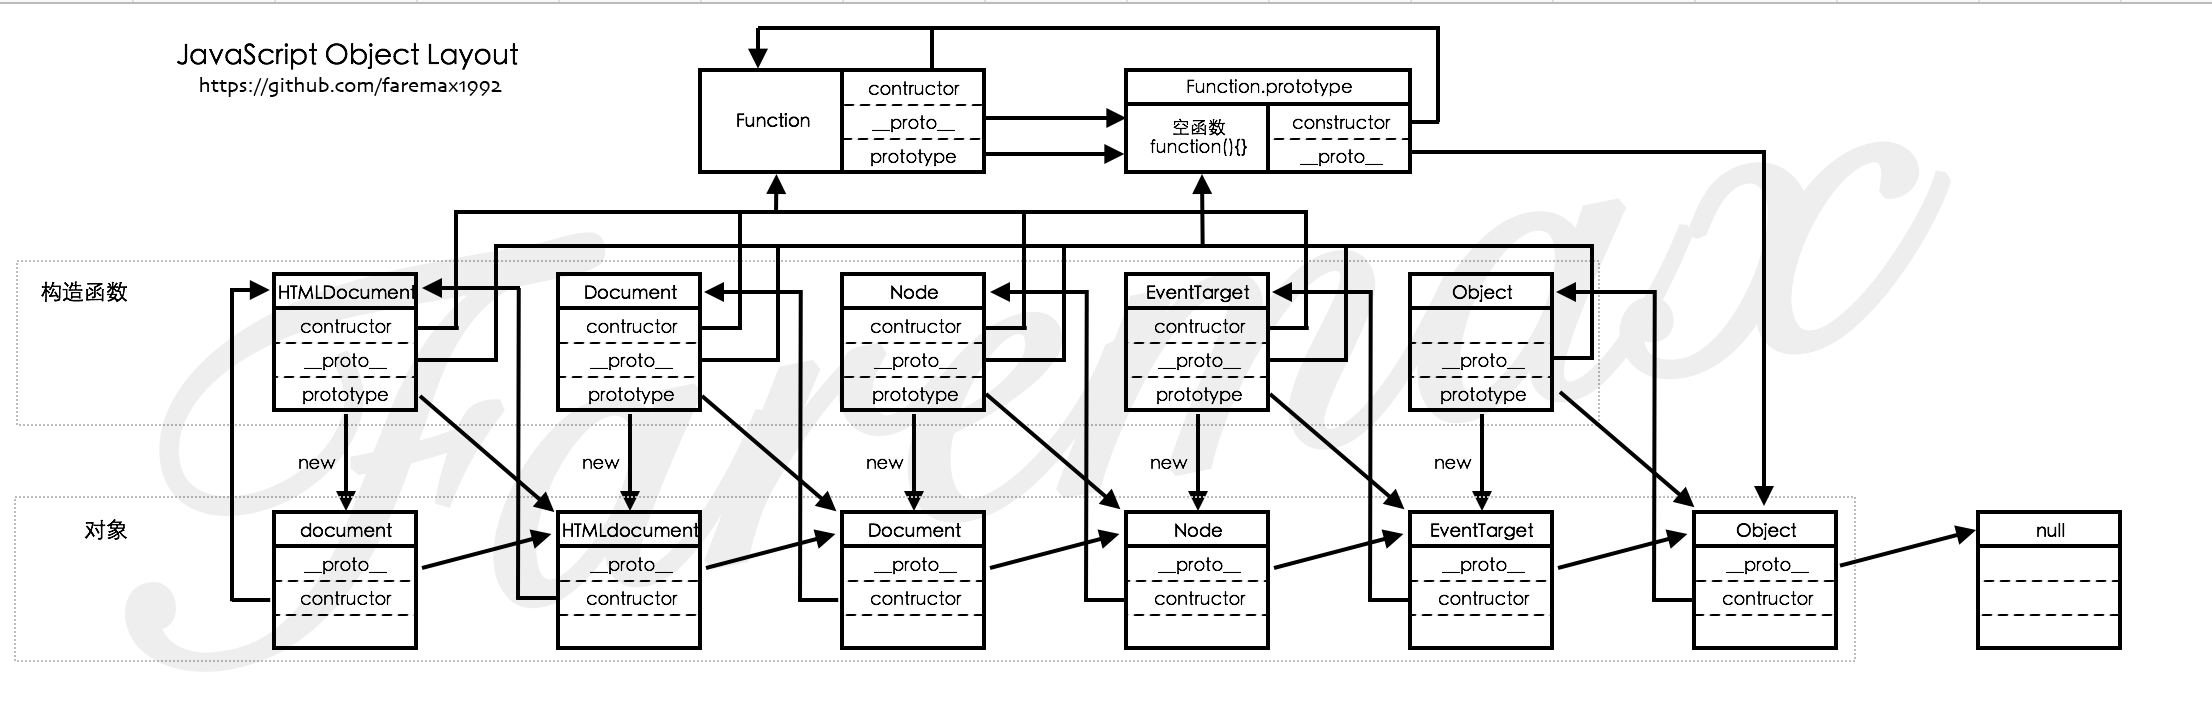 JavaScript Object Layout
https://github.com/faremax1992
Function
contructor
__proto__
prototype
Function.prototype
空函数
function(){}
constructor
__proto__
构造函数
HTMLDocument
contructor
__proto__
prototype
Document
contructor
__proto__
prototype
Node
contructor
__proto__
prototype
EventTarget
contructor
__proto__
prototype
Object
__proto__
prototype
new
new
new
new
new
对象
document
__proto__
contructor
HTMLdocument
__proto__
contructor
Document
__proto__
contructor
Node
__proto__
contructor
EventTarget
__proto__
contructor
Object
__proto__
contructor
null
Faremax